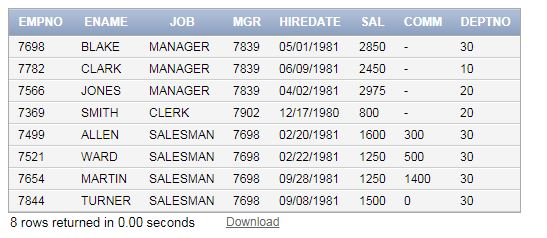 EMPNO ENAME JOB MGR HIREDATE SAL COMM DEPTNO
7698 BLAKE MANAGER 7839 05/01/1981 2850 - 30
7782 CLARK MANAGER 7839 06/09/1981 2450 - 10
7566 JONES MANAGER 7839 04/02/1981 2975 - 20
7369 SMITH CLERK 7902 12/17/1980 800 - 20
7499 ALLEN SALESMAN 7698 02/20/1981 1600 300 30
7521 WARD SALESMAN 7698 02/22/1981 1250 500 30
7654 MARTIN SALESMAN 7698 09/28/1981 1250 1400 30
7844 TURNER SALESMAN 7698 09/08/1981 1500 0 30
8 rows returned in 0.00 seconds Download